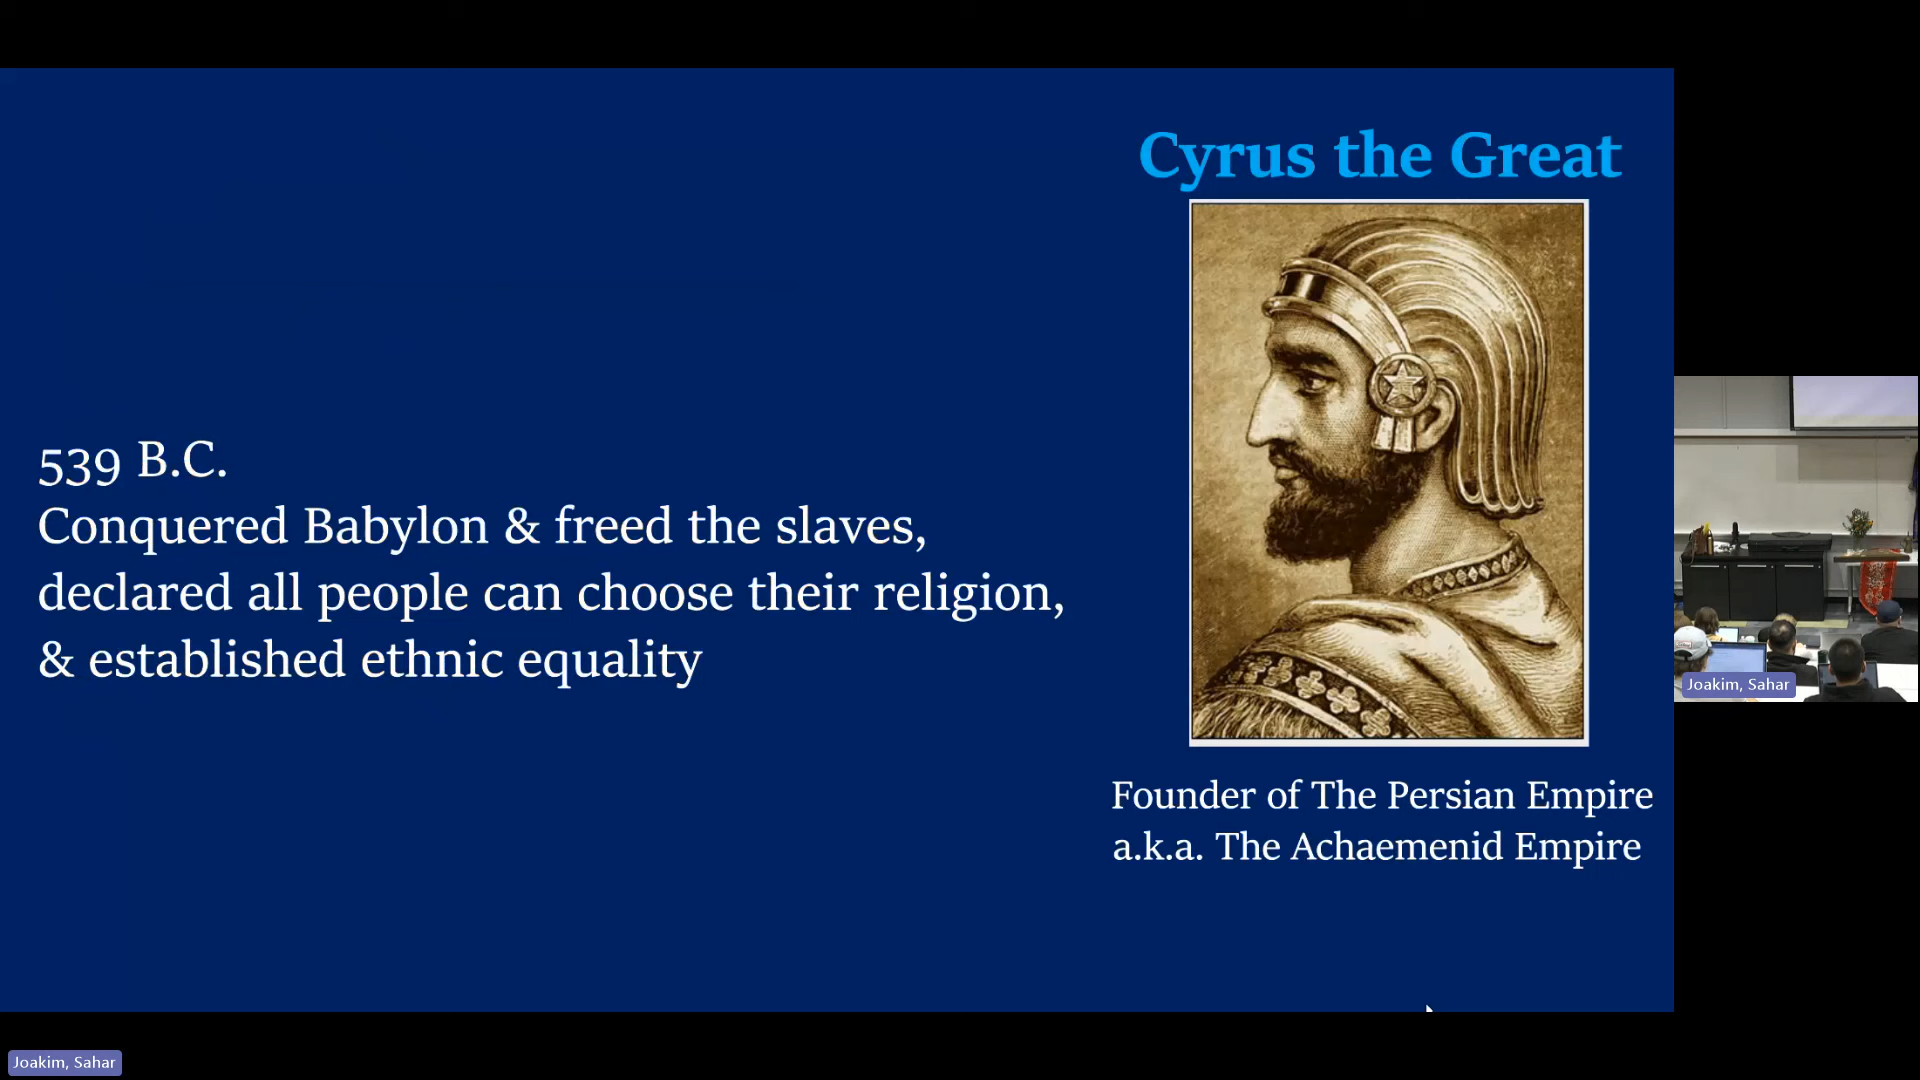 Cyrus the Great
539 B.C.
Conquered Babylon & freed the slaves,
declared all people can choose their religion,
& established ethnic equality
Founder of The Persian Empire
a.k.a. The Achaemenid Empire
Joakim, Sahar
Joakim, Sahar